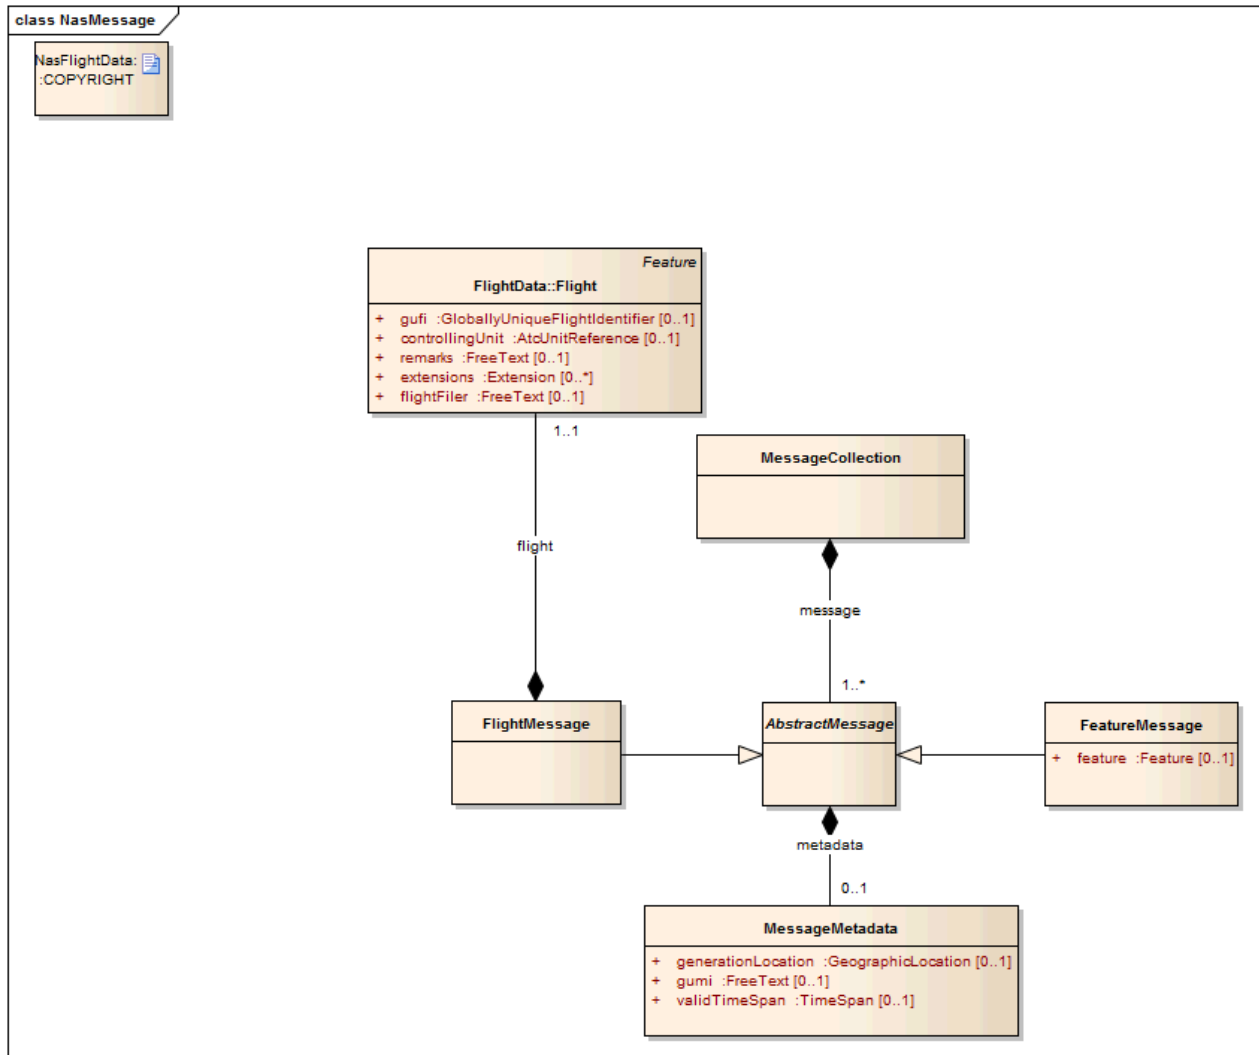 class NasMessage
NasFlightData:
:COPYRIGHT
Feature
FlightData::Flight
+ gufi :GloballyUniqueFlightIdentifier [0..1]
+ controllingUnit :AtcUnitReference [0..1]
+ remarks :FreeText [0..1]
+ extensions :Extension [0..*]
+ flightFiler :FreeText [0..1]
1..1
MessageCollection
flight
message
1..*
FlightMessage
AbstractMessage
FeatureMessage
+ feature :Feature [0..1]
metadata
0..1
MessageMetadata
+ generationLocation :GeographicLocation [0..1]
+ gumi :FreeText [0..1]
+ validTimeSpan :TimeSpan [0..1]